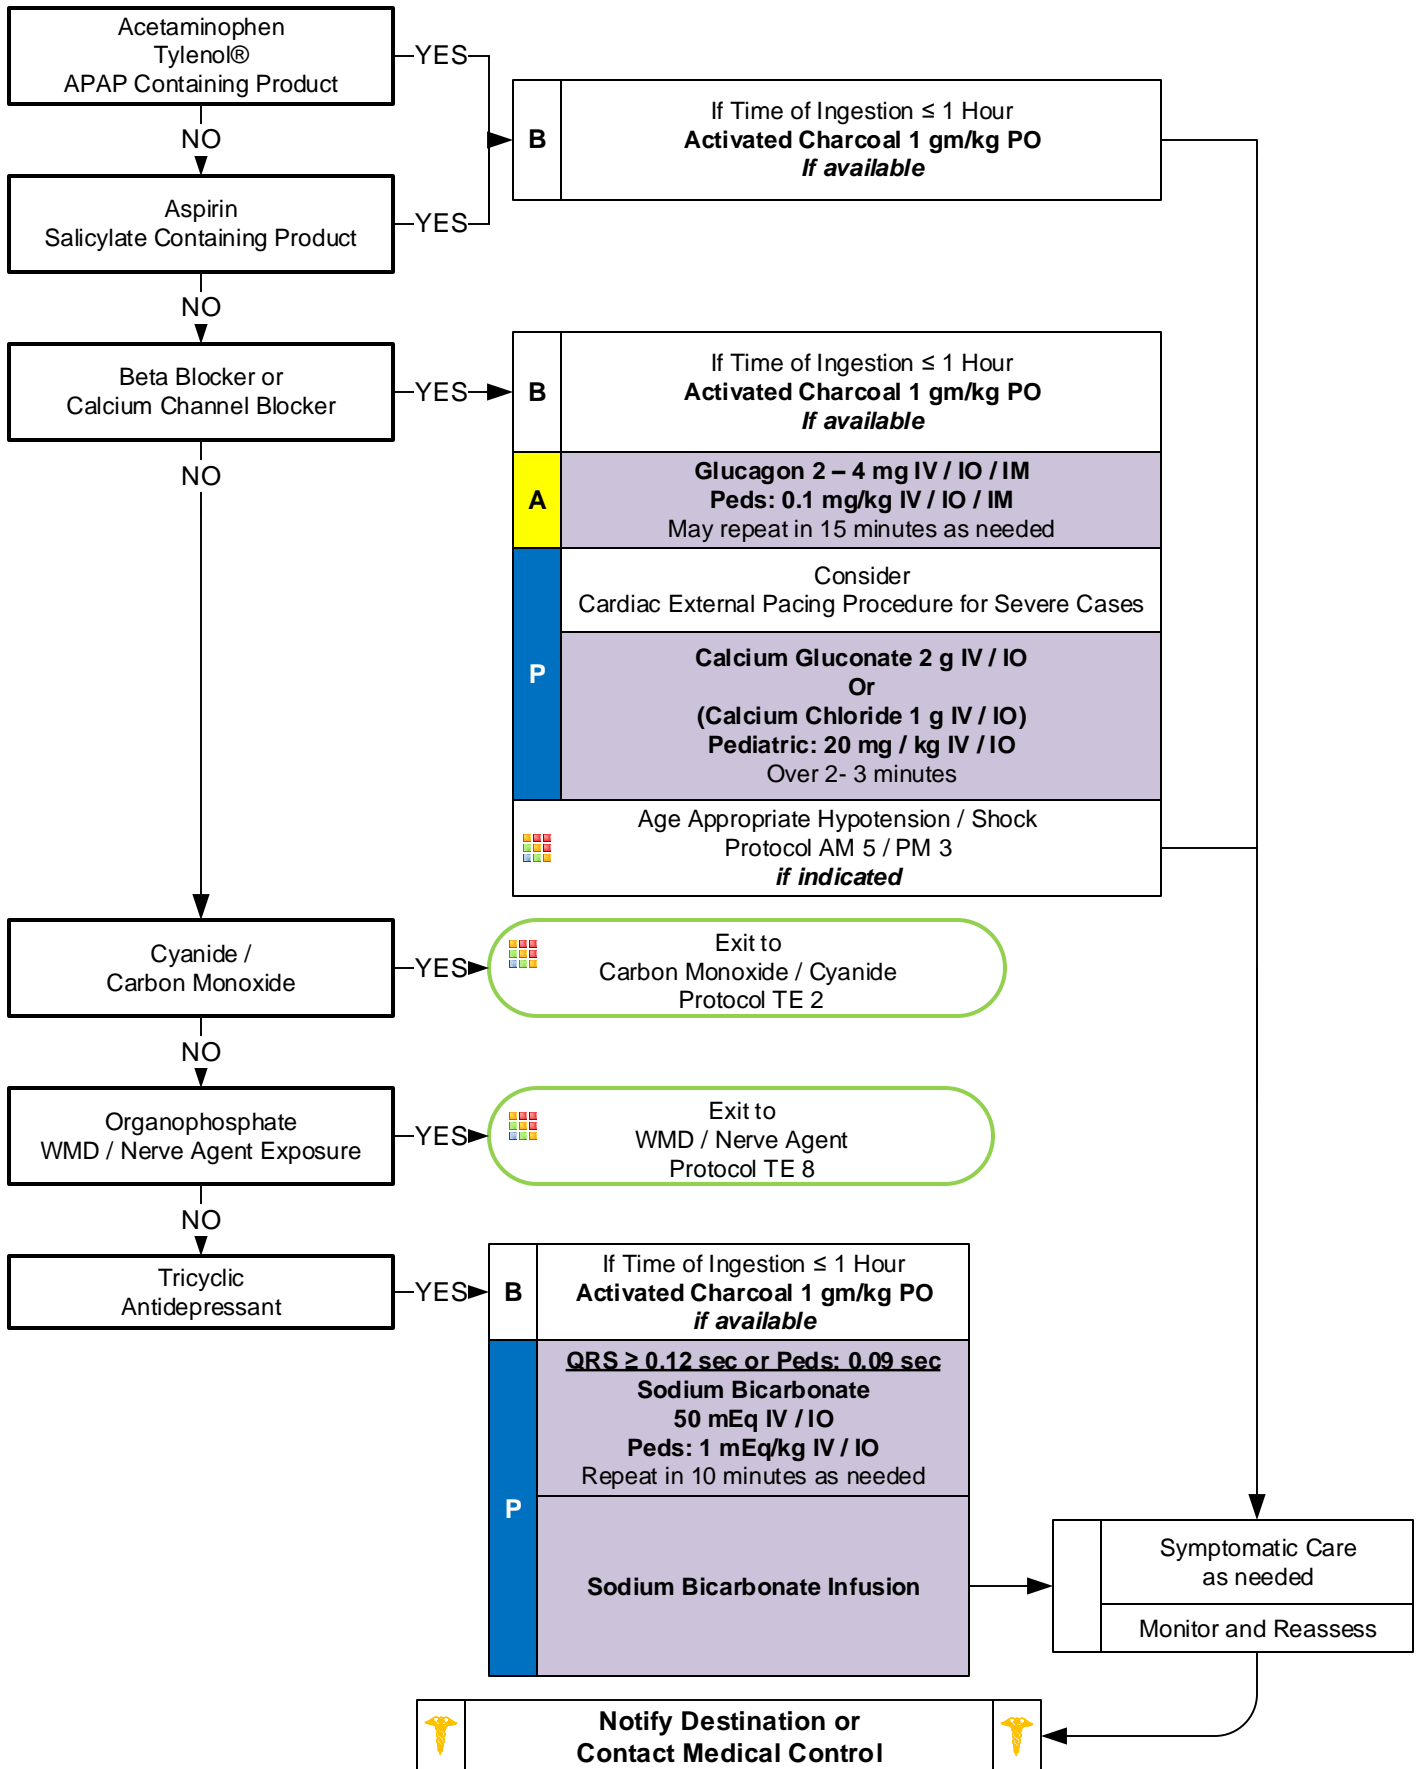 Acetaminophen
Tylenol®
APAP Containing Product
YES
NO
If Time of Ingestion ≤ 1 Hour
B
Activated Charcoal 1 gm/kg PO
If available
Aspirin
Salicylate Containing Product
YES
NO
Beta Blocker or
Calcium Channel Blocker
YES
NO
If Time of Ingestion ≤ 1 Hour
B
Activated Charcoal 1 gm/kg PO
If available
Glucagon 2 – 4 mg IV / IO / IM
A
Peds: 0.1 mg/kg IV / IO / IM
May repeat in 15 minutes as needed
Consider
Cardiac External Pacing Procedure for Severe Cases
P
Calcium Gluconate 2 g IV / IO
Or
(Calcium Chloride 1 g IV / IO)
Pediatric: 20 mg / kg IV / IO
Over 2- 3 minutes
Age Appropriate Hypotension / Shock
Protocol AM 5 / PM 3
if indicated
Cyanide /
Carbon Monoxide
YES
NO
Exit to
Carbon Monoxide / Cyanide
Protocol TE 2
Organophosphate
WMD / Nerve Agent Exposure
YES
NO
Exit to
WMD / Nerve Agent
Protocol TE 8
Tricyclic
Antidepressant
YES
If Time of Ingestion ≤ 1 Hour
B
Activated Charcoal 1 gm/kg PO
if available
QRS ≥ 0.12 sec or Peds: 0.09 sec
Sodium Bicarbonate
50 mEq IV / IO
Peds: 1 mEq/kg IV / IO
Repeat in 10 minutes as needed
P
Sodium Bicarbonate Infusion
Symptomatic Care
as needed
Monitor and Reassess
Notify Destination or
Contact Medical Control